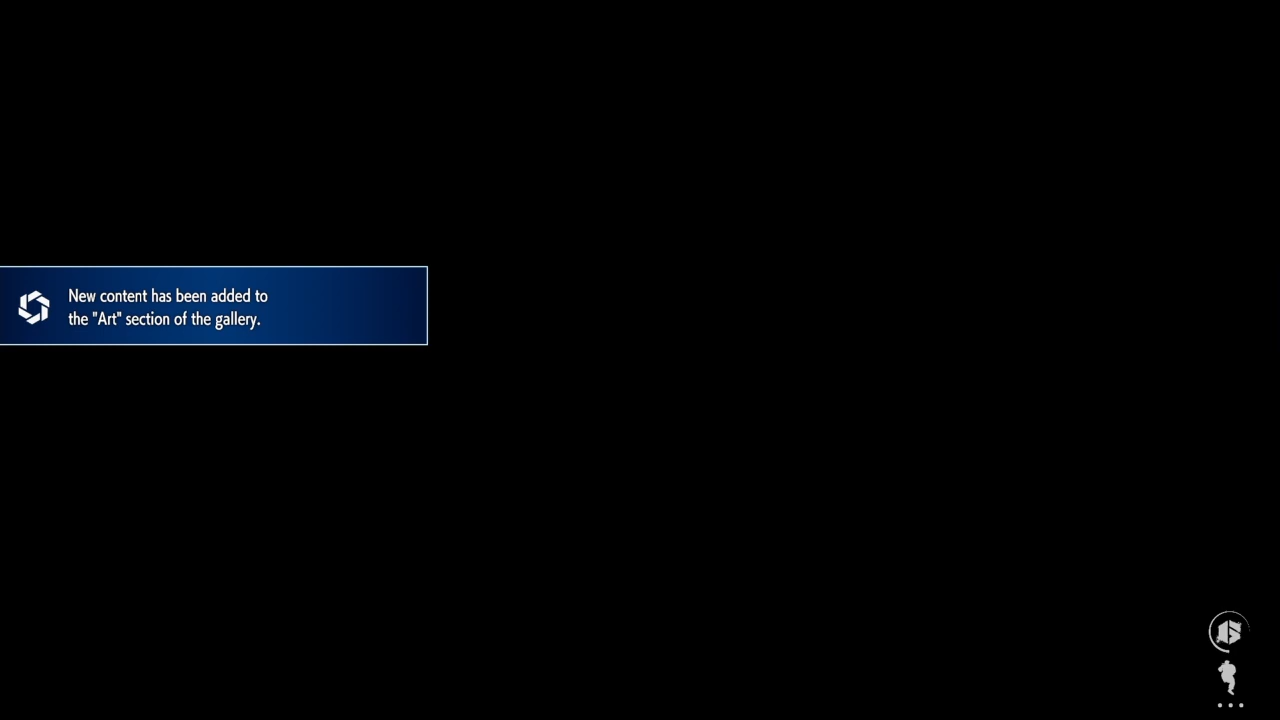 New content has been added to
the "Art" section of the gallery.